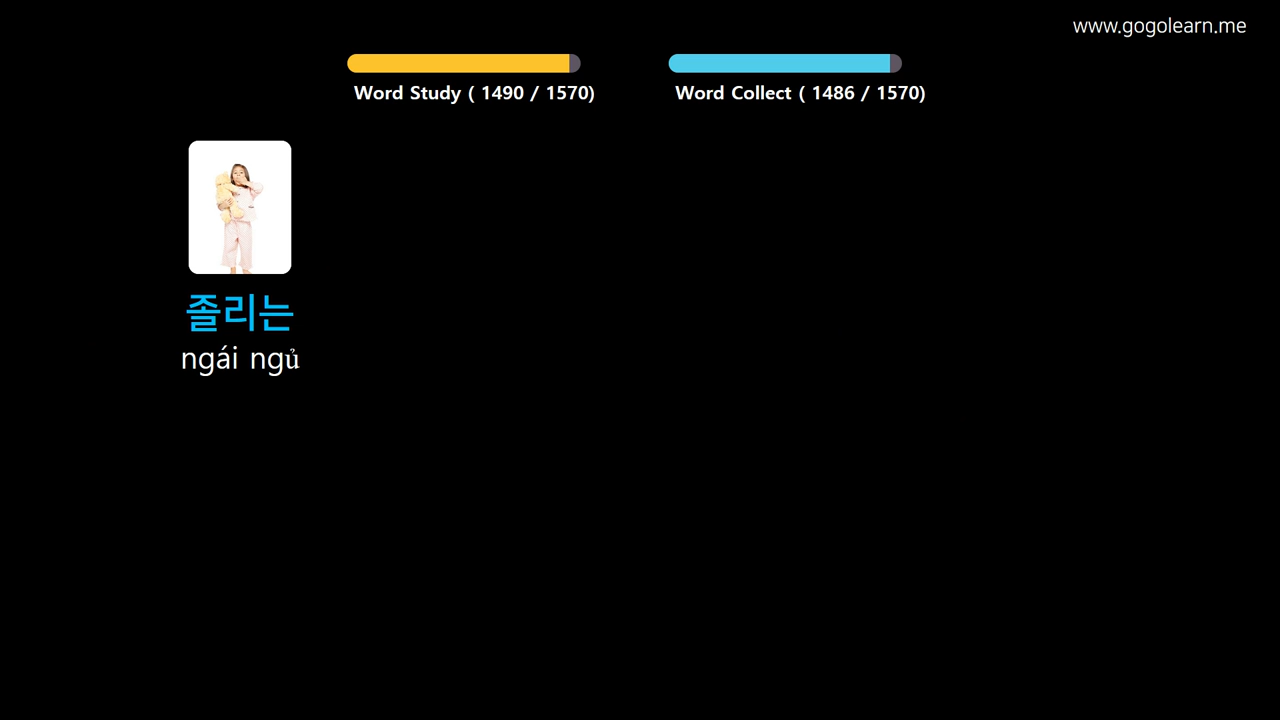 www.gogolearn.me
Word Study ( 1490 / 1570)
Word Collect ( 1486 / 1570)
졸리는
ngái ngủ